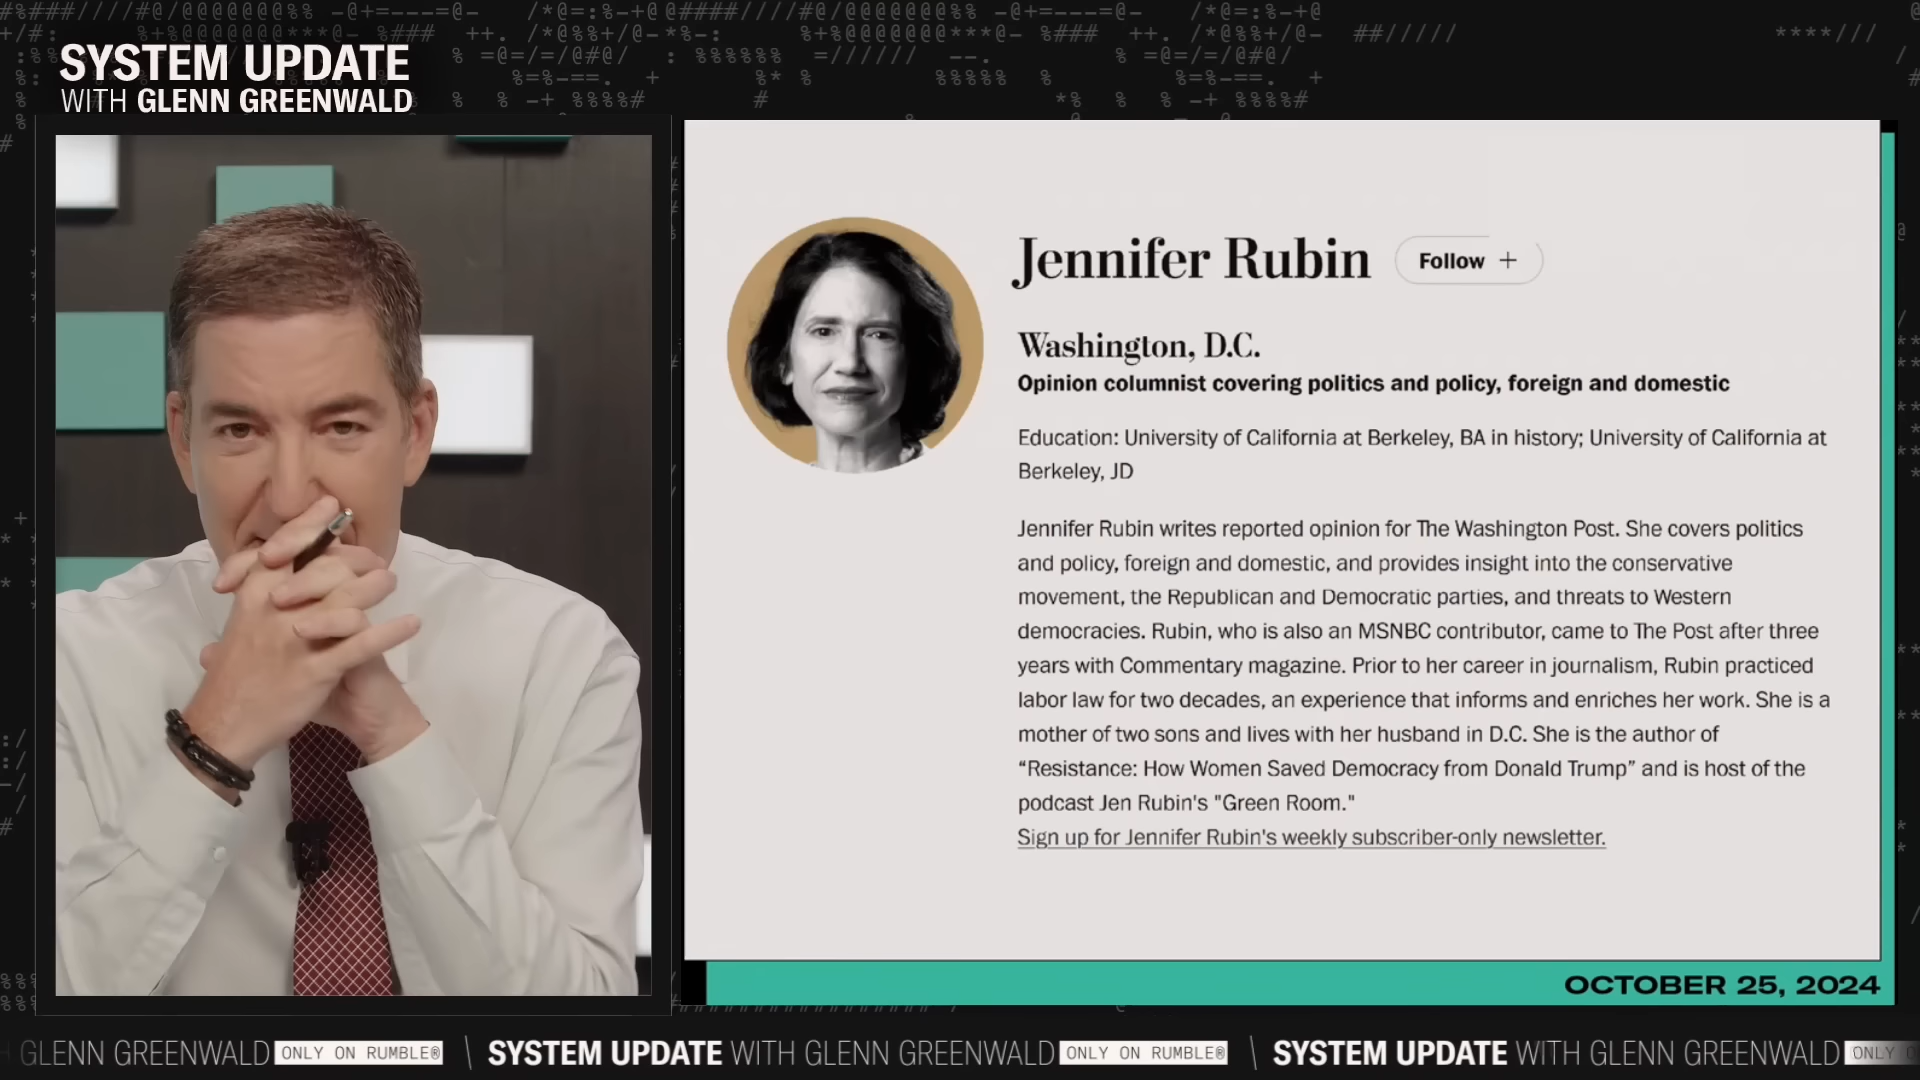 SYSTEM UPDATE
WITH GLENN GREENWALD
Jennifer Rubin
Follow +
Washington, D.C.
Opinion columnist covering politics and policy, foreign and domestic
Education: University of California at Berkeley, BA in history; University of California at
Berkeley, JD
Jennifer Rubin writes reported opinion for The Washington Post. She covers politics
and policy, foreign and domestic, and provides insight into the conservative
movement, the Republican and Democratic parties, and threats to Western
democracies. Rubin, who is also an MSNBC contributor, came to The Post after three
years with Commentary magazine. Prior to her career in journalism, Rubin practiced
labor law for two decades, an experience that informs and enriches her work. She is a
mother of two sons and lives with her husband in D.C. She is the author of
“Resistance: How Women Saved Democracy from Donald Trump” and is host of the
podcast Jen Rubin's "Green Room."
Sign up for Jennifer Rubin's weekly subscriber-only newsletter.
OCTOBER 25, 2024
GLENN GREENWALD ONLY ON RUMBLE® \ SYSTEM UPDATE WITH GLENN GREENWALD ONLY ON RUMBLE® \ SYSTEM UPDATE WITH GLENN GREENWALD ONLY